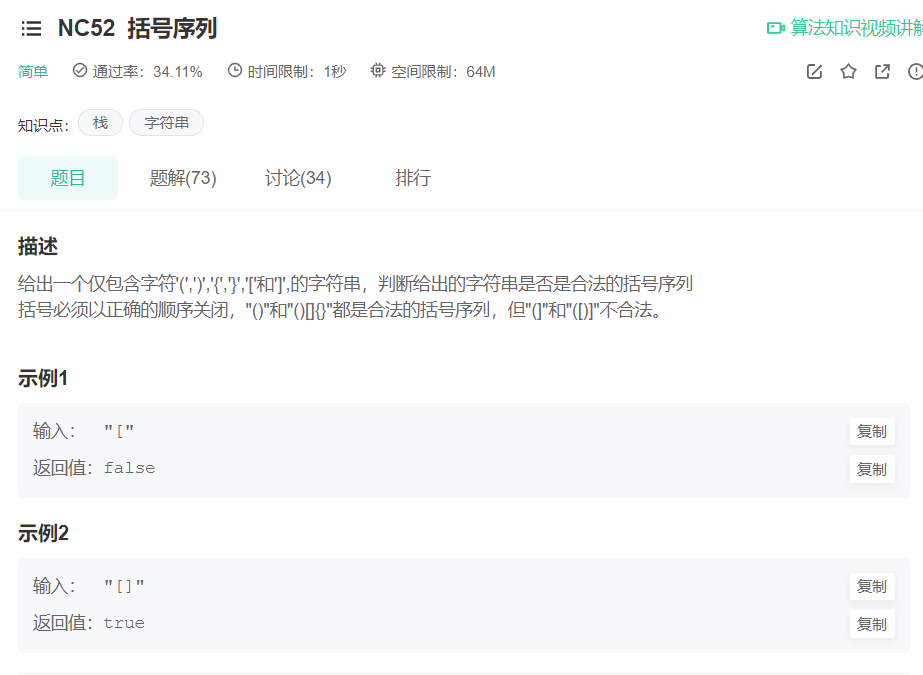 NC52 括号序列
算法知识视频讲解
简单 通过率：34.11% 时间限制：1秒 空间限制：64M
知识点： 栈 字符串
题目 题解(73) 讨论(34) 排行
描述
给出一个仅包含字符'(',')','{','}','['和']',的字符串，判断给出的字符串是否是合法的括号序列
括号必须以正确的顺序关闭，"()"和"()[]{}"都是合法的括号序列，但"(]"和"([)]"不合法。
示例1
输入： "[" 复制
返回值：false 复制
示例2
输入： "[]" 复制
返回值：true 复制